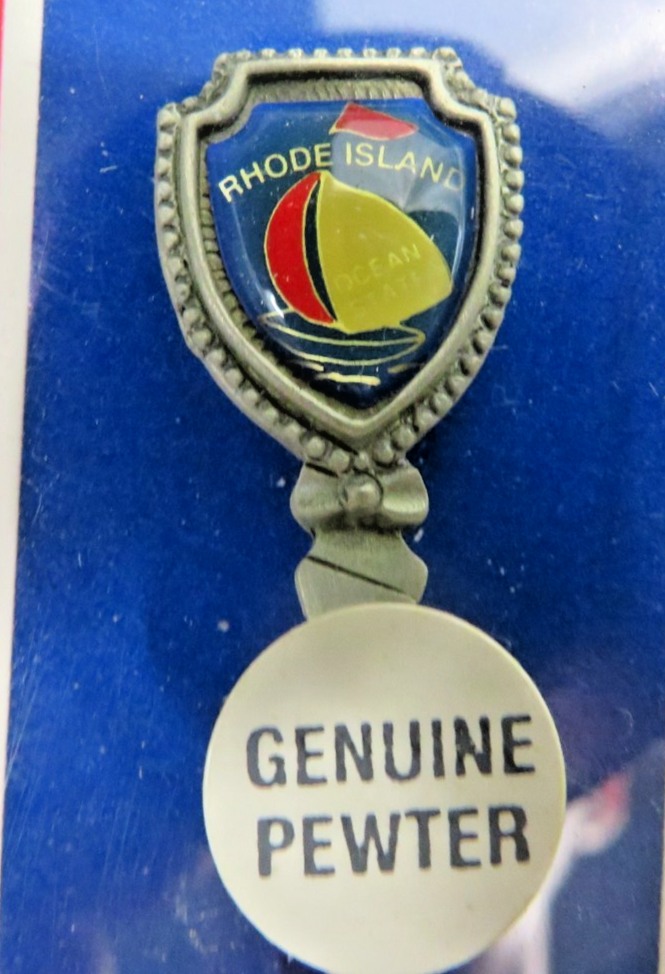 RHODE ISLAND
OCEAN
STATE
GENUINE
PEWTER